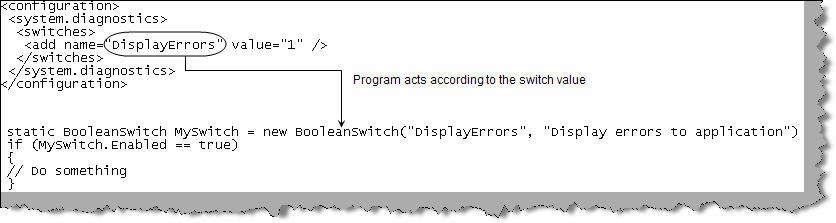 <configuration>
<system.diagnostics>
<switches>
<add name="DisplayErrors" value="1" />
</switches>
</system.diagnostics>
</configuration>
Program acts according to the switch value
static BooleanSwitch MySwitch = new BooleanSwitch("DisplayErrors", "Display errors to application")
if (MySwitch.Enabled == true)
{
// Do something
}